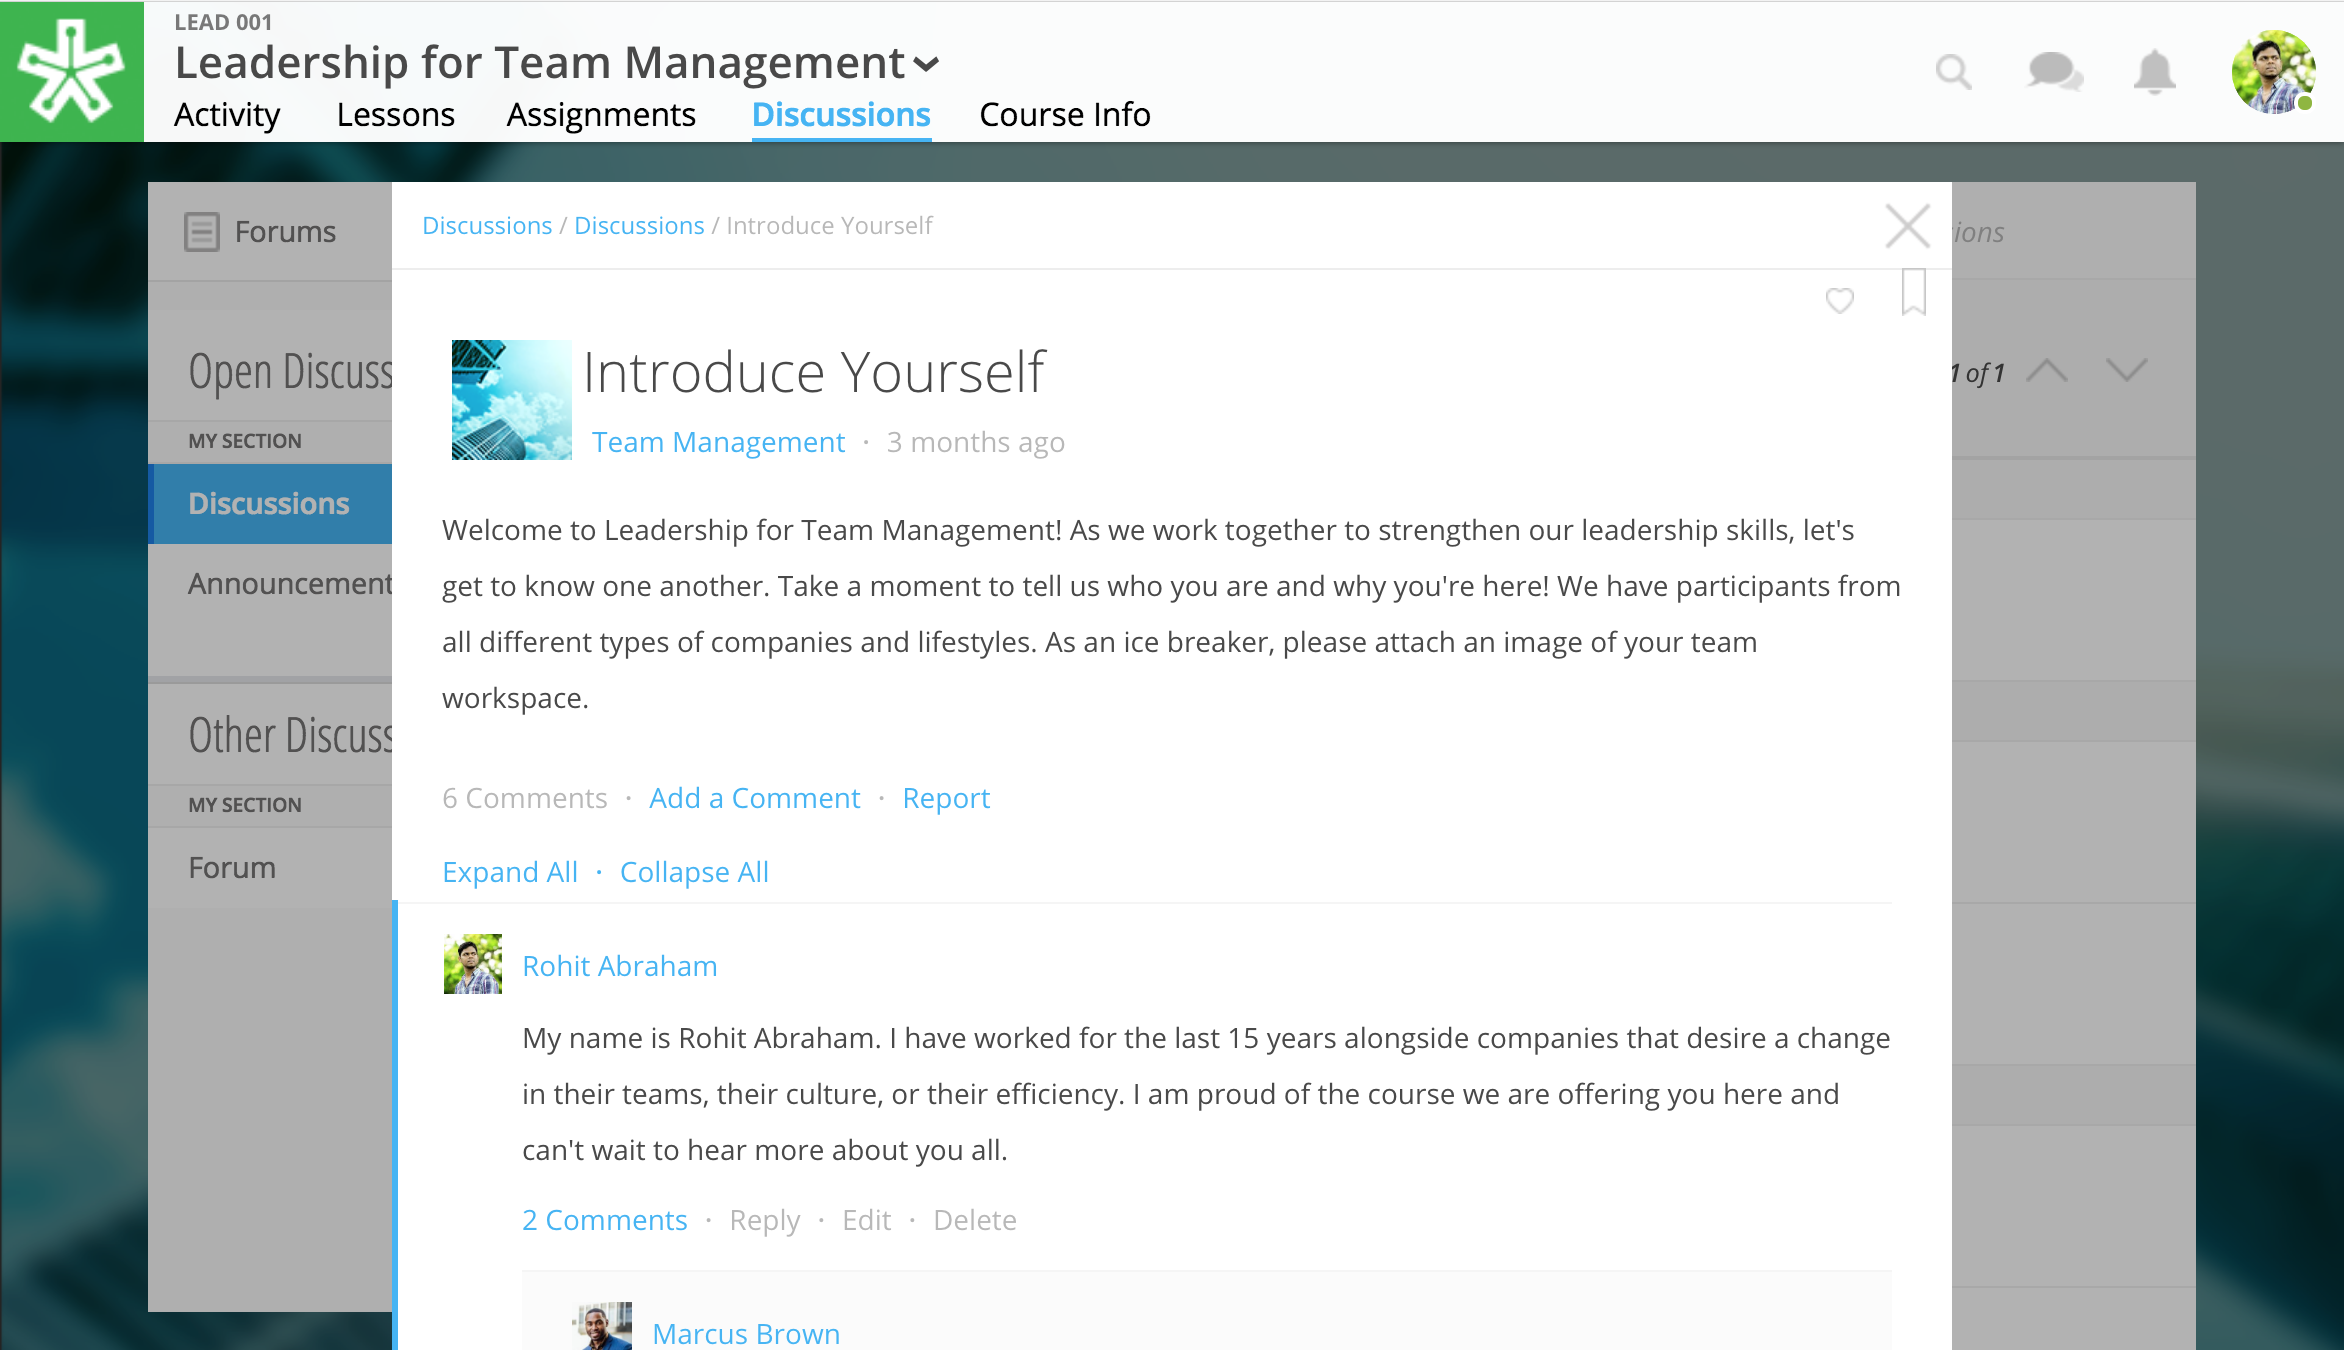 LEAD 001
Leadership for Team Management
Activity Lessons Assignments Discussions Course Info
Forums
Open Discuss
MY SECTION
Discussions
Announcement
Other Discuss
MY SECTION
Forum
Discussions / Discussions / Introduce Yourself
Introduce Yourself
Team Management · 3 months ago
Welcome to Leadership for Team Management! As we work together to strengthen our leadership skills, let's
get to know one another. Take a moment to tell us who you are and why you're here! We have participants from
all different types of companies and lifestyles. As an ice breaker, please attach an image of your team
workspace.
6 Comments · Add a Comment · Report
Expand All · Collapse All
Rohit Abraham
My name is Rohit Abraham. I have worked for the last 15 years alongside companies that desire a change
in their teams, their culture, or their efficiency. I am proud of the course we are offering you here and
can't wait to hear more about you all.
2 Comments · Reply · Edit · Delete
Marcus Brown
ions
1 of 1